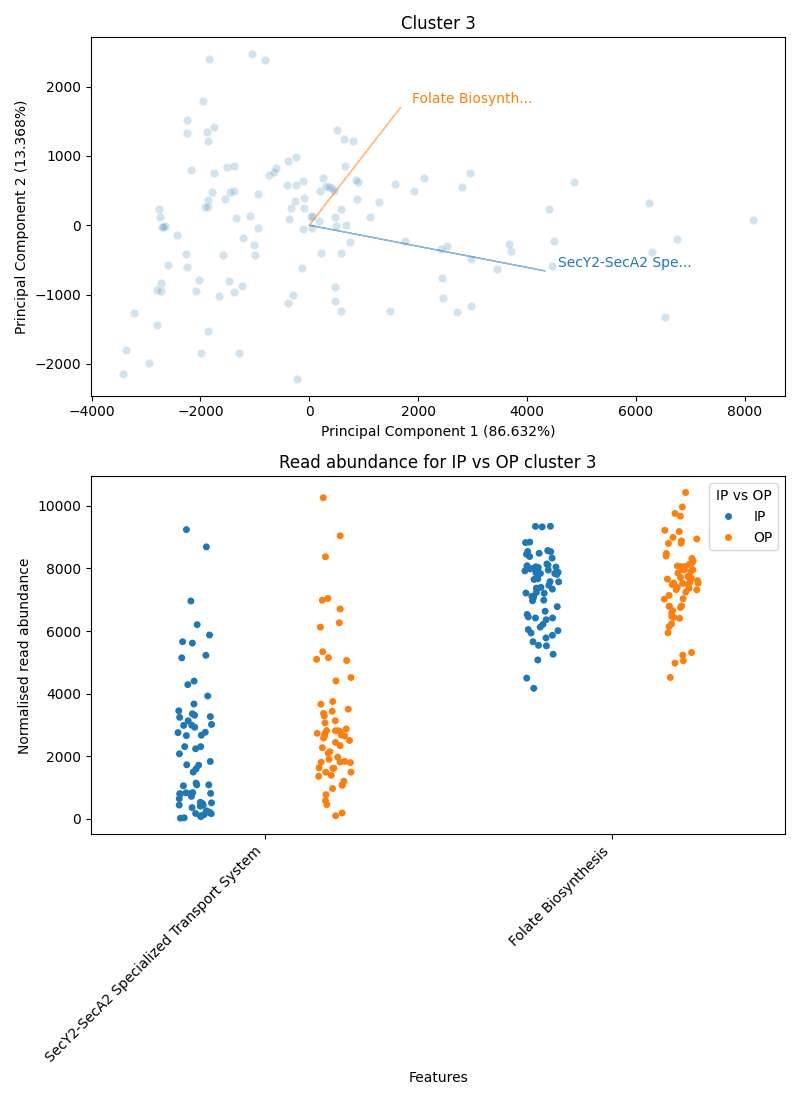 Cluster 3
Principal Component 2 (13.368%)
2000
1000
0
−1000
−2000
Folate Biosynth...
SecY2-SecA2 Spe...
−4000 −2000 0 2000 4000 6000 8000
Principal Component 1 (86.632%)
Read abundance for IP vs OP cluster 3
Normalised read abundance
10000
8000
6000
4000
2000
0
IP vs OP
IP
OP
SecY2-SecA2 Specialized Transport System
Folate Biosynthesis
Features